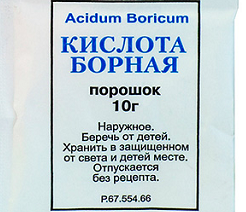 Acidum Boricum
КИСЛОТА
БОРНАЯ
порошок
10г
Наружное.
Беречь от детей.
Хранить в защищенном
от света и детей месте.
Отпускается
без рецепта.
Р.67.554.66